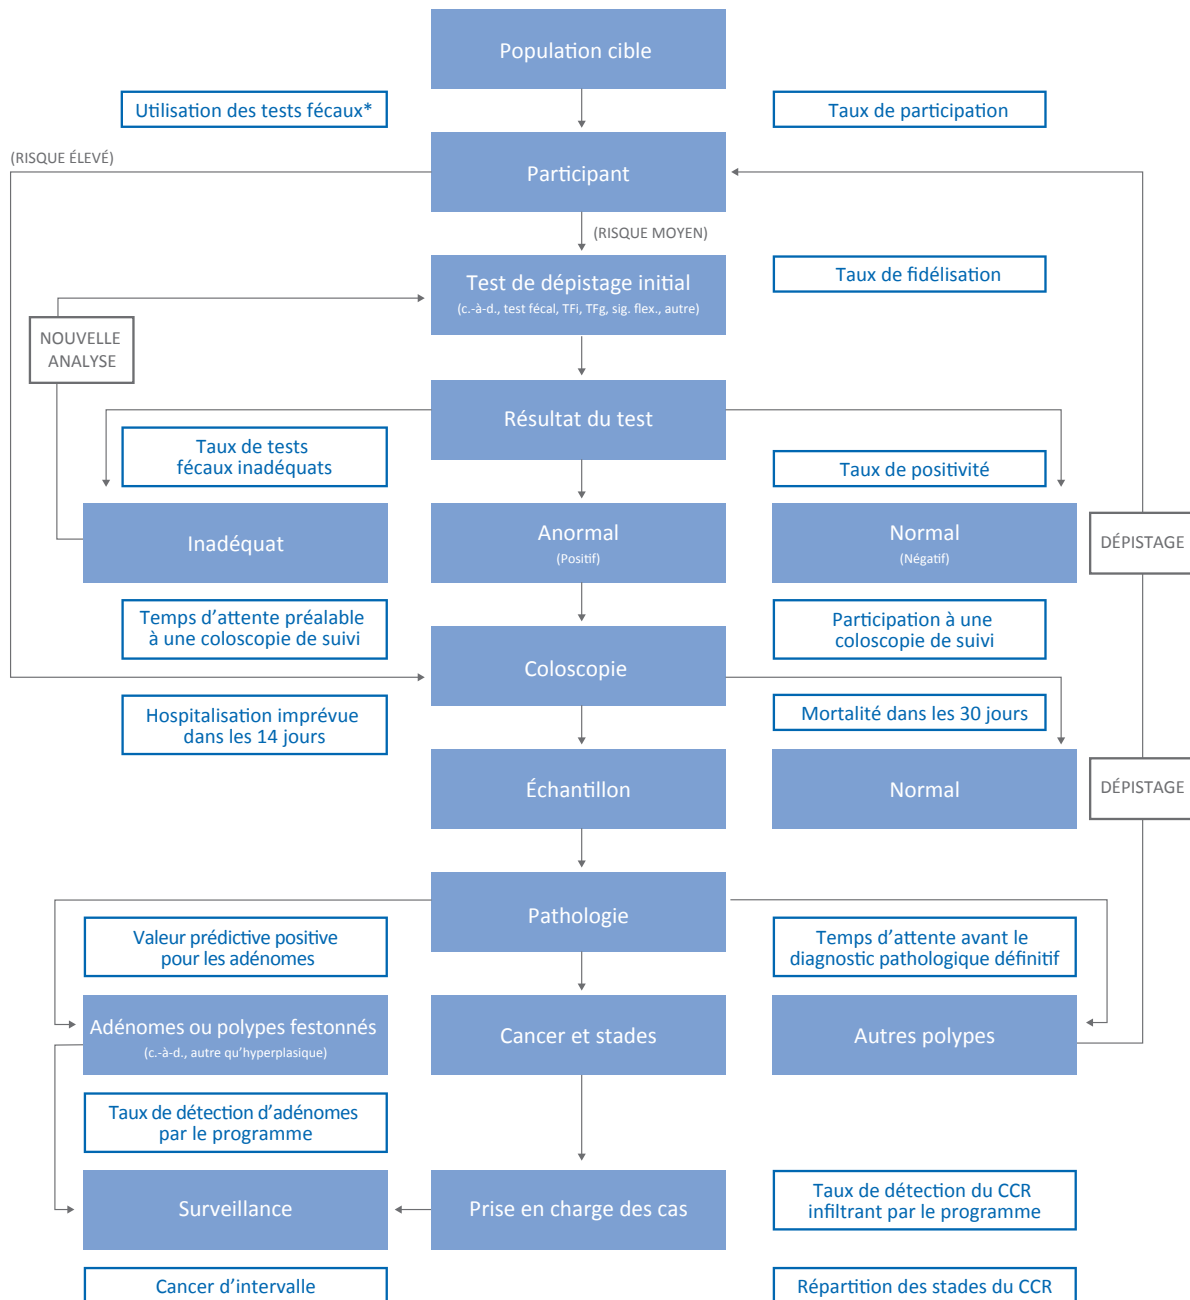 Population cible
Utilisation des tests fécaux*
Taux de participation
(RISQUE ÉLEVÉ)
Participant
(RISQUE MOYEN)
Test de dépistage initial
(c.-à-d., test fécal, TFi, TFg, sig. flex., autre)
Taux de fidélisation
NOUVELLE
ANALYSE
Résultat du test
Taux de tests
fécaux inadéquats
Taux de positivité
Inadéquat
Anormal
(Positif)
Normal
(Négatif)
DÉPISTAGE
Temps d’attente préalable
à une coloscopie de suivi
Participation à une
coloscopie de suivi
Coloscopie
Hospitalisation imprévue
dans les 14 jours
Mortalité dans les 30 jours
Échantillon
Normal
DÉPISTAGE
Pathologie
Valeur prédictive positive
pour les adénomes
Temps d’attente avant le
diagnostic pathologique définitif
Adénomes ou polypes festonnés
(c.-à-d., autre qu’hyperplasique)
Cancer et stades
Autres polypes
Taux de détection d’adénomes
par le programme
Surveillance
Prise en charge des cas
Taux de détection du CCR
infiltrant par le programme
Cancer d’intervalle
Répartition des stades du CCR